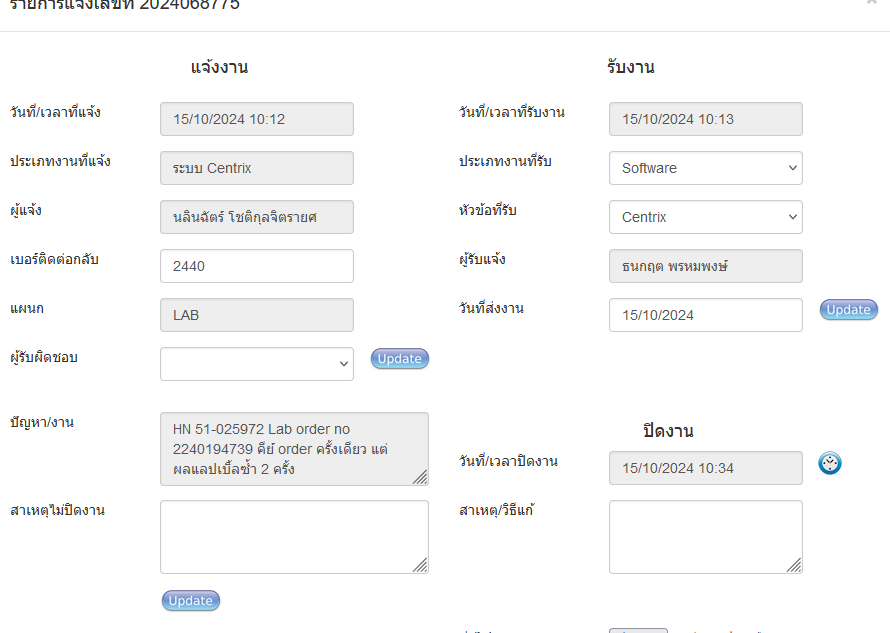 รายการแจ้งเลขที่ 2024068775
แจ้งงาน
รับงาน
วันที่/เวลาที่แจ้ง
15/10/2024 10:12
วันที่/เวลาที่รับงาน
15/10/2024 10:13
ประเภทงานที่แจ้ง
ระบบ Centrix
ประเภทงานที่รับ
Software
ผู้แจ้ง
นลินฉัตร์ โชติกุลจิตรายศ
หัวข้อที่รับ
Centrix
เบอร์ติดต่อกลับ
2440
ผู้รับแจ้ง
ธนกฤต พรหมพงษ์
แผนก
LAB
วันที่ส่งงาน
15/10/2024
Update
ผู้รับผิดชอบ
Update
ปัญหา/งาน
HN 51-025972 Lab order no
2240194739 คีย์ order ครั้งเดียว แต่
ผลแลปเบิ้ลซ้ำ 2 ครั้ง
ปิดงาน
วันที่/เวลาปิดงาน
15/10/2024 10:34
สาเหตุไม่ปิดงาน
สาเหตุ/วิธีแก้
Update